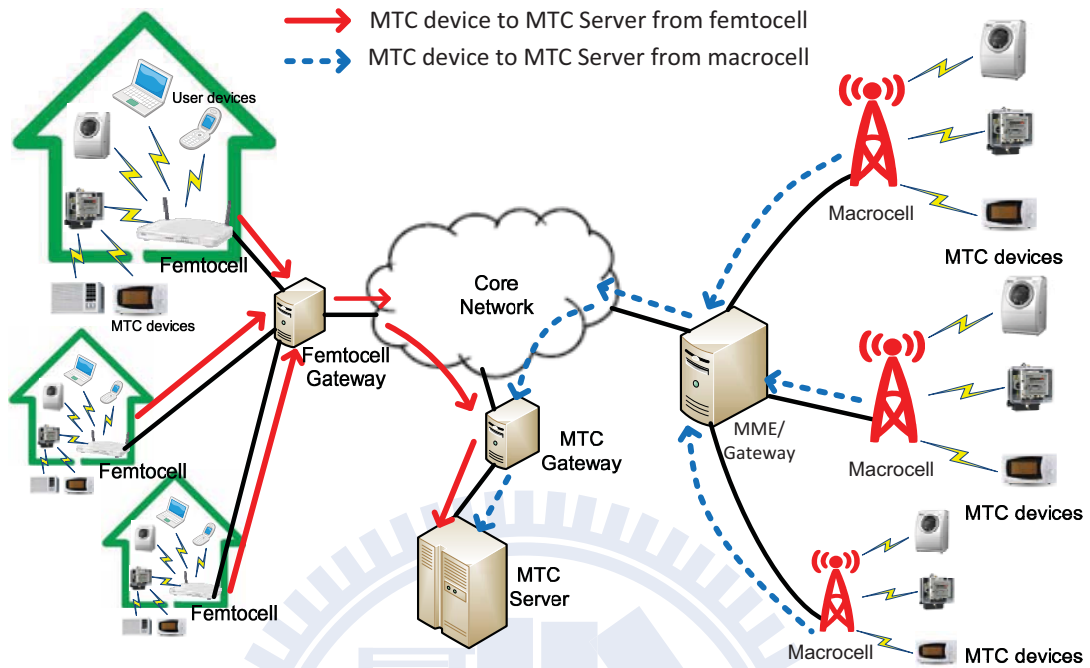 MTC device to MTC Server from femtocell
MTC device to MTC Server from macrocell
User devices
Femtocell
MTC devices
Femtocell
Gateway
Core
Network
Macrocell
MTC devices
Femtocell
MTC
Gateway
MME/
Gateway
Macrocell
MTC devices
Femtocell
MTC
Server
Macrocell
MTC devices